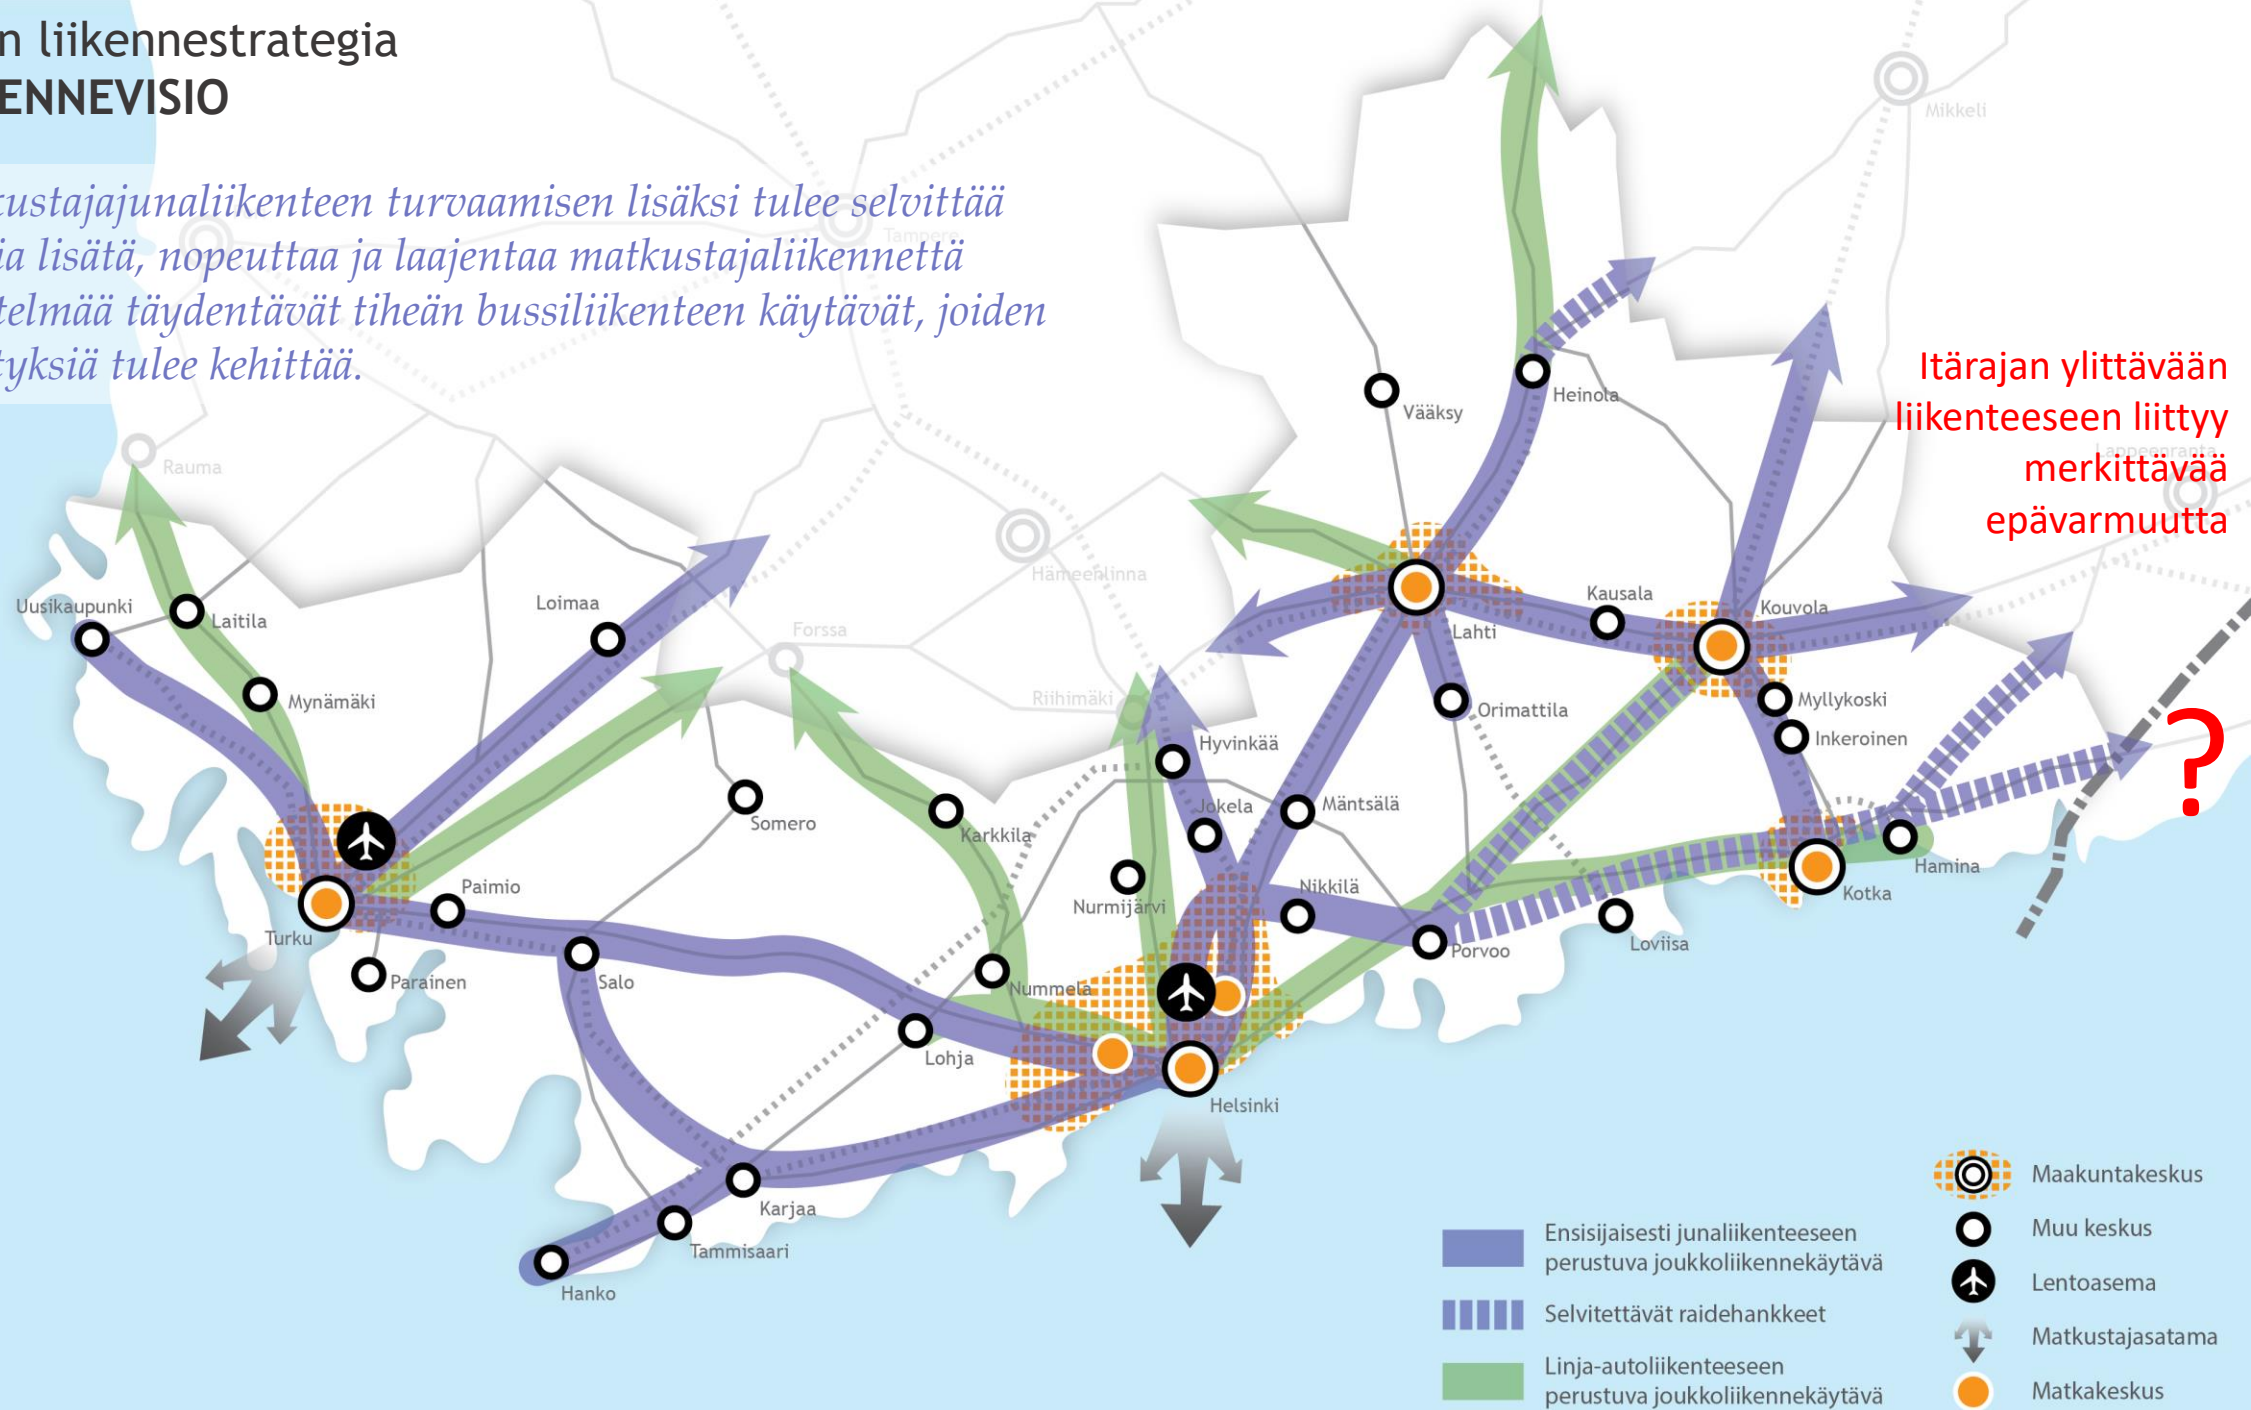 n liikennestrategia
ENNEVISIO
ustajajunaliikenteen turvaamisen lisäksi tulee selvittää
ia lisätä, nopeuttaa ja laajentaa matkustajaliikennettä
telmää täydentävät tiheän bussiliikenteen käytävät, joiden
tyksiä tulee kehittää.
Mikkeli
Tampere
Itärajan ylittävään
liikenteeseen liittyy
merkittävää
epävarmuutta
Lappeenranta
Rauma
Heinola
Vääksy
Hämeenlinna
Uusikaupunki
Laitila
Loimaa
Forssa
Lahti
Kausala
Kouvola
Mynämäki
Riihimäki
Orimattila
Myllykoski
Inkeroinen
Hyvinkää
?
Somero
Karkkila
Jokela
Mäntsälä
Paimio
Nurmijärvi
Nikkilä
Kotka
Hamina
Turku
Parainen
Salo
Nummela
Porvoo
Loviisa
Lohja
Helsinki
Karjaa
Tammisaari
Hanko
Ensisijaisesti junaliikenteeseen
perustuva joukkoliikennekäytävä
Selvitettävät raidehankkeet
Linja-autoliikenteeseen
perustuva joukkoliikennekäytävä
Maakuntakeskus
Muu keskus
Lentoasema
Matkustajasatama
Matkakeskus